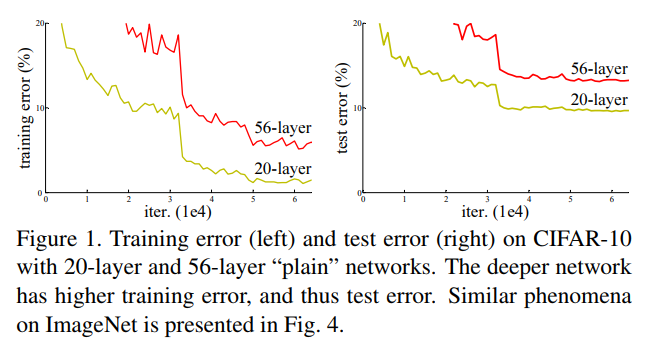 20
10
0
0 1 2 3 4 5 6
training error (%)
iter. (1e4)
56-layer
20-layer
20
10
0
0 1 2 3 4 5 6
test error (%)
iter. (1e4)
56-layer
20-layer
Figure 1. Training error (left) and test error (right) on CIFAR-10
with 20-layer and 56-layer “plain” networks. The deeper network
has higher training error, and thus test error. Similar phenomena
on ImageNet is presented in Fig. 4.